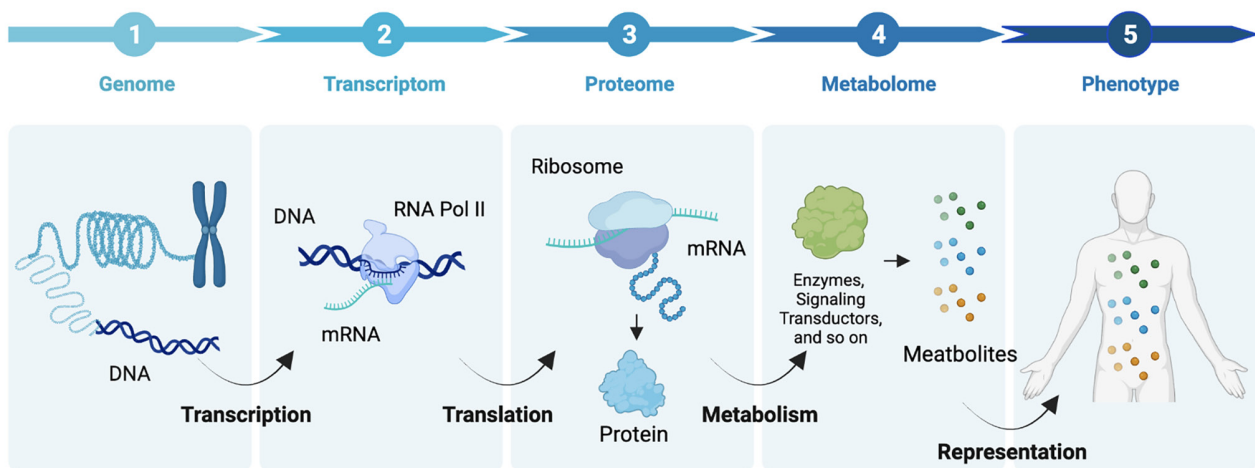 1
2
3
4
5
Genome
Transcriptom
Proteome
Metabolome
Phenotype
DNA
DNA
RNA Pol II
mRNA
Ribosome
mRNA
Protein
Enzymes,
Signaling
Transductors,
and so on
Meatbolites
Transcription
Translation
Metabolism
Representation